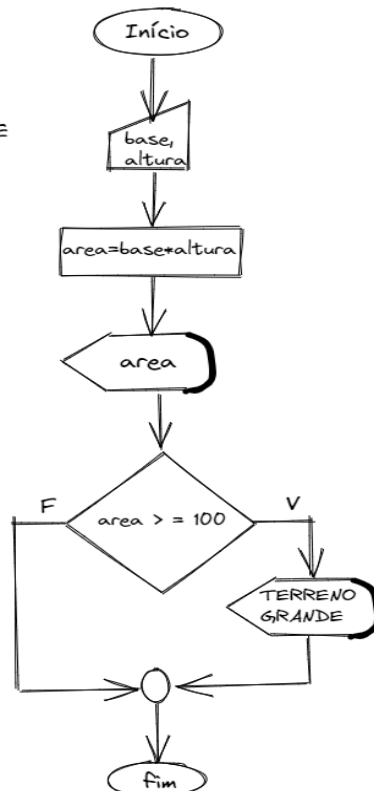 Início
E
base,
altura
area=base*altura
area
area > = 100
F
V
TERRENO
GRANDE
fim